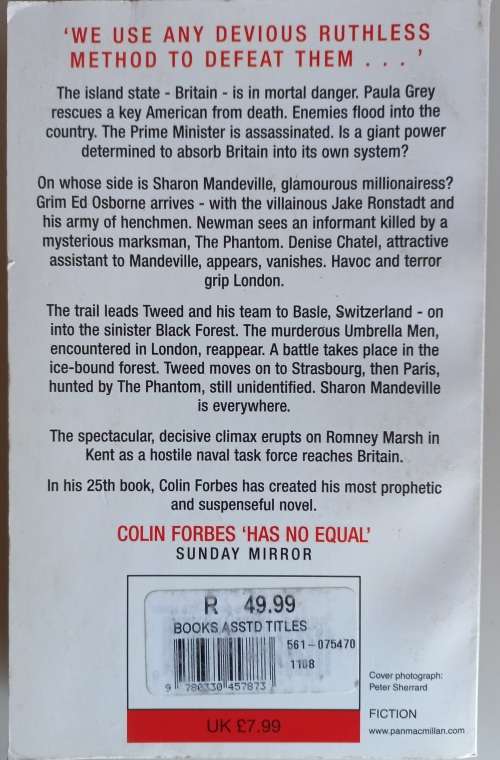 ‘WE USE ANY DEVIOUS RUTHLESS
METHOD TO DEFEAT THEM . . . ’
The island state - Britain - is in mortal danger. Paula Grey
rescues a key American from death. Enemies flood into the
country. The Prime Minister is assassinated. Is a giant power
determined to absorb Britain into its own system?
On whose side is Sharon Mandeville, glamourous millionairess?
Grim Ed Osborne arrives - with the villainous Jake Ronstadt and
his army of henchmen. Newman sees an informant killed by a
mysterious marksman, The Phantom. Denise Chatel, attractive
assistant to Mandeville, appears, vanishes. Havoc and terror
grip London.
The trail leads Tweed and his team to Basle, Switzerland - on
into the sinister Black Forest. The murderous Umbrella Men,
encountered in London, reappear. A battle takes place in the
ice-bound forest. Tweed moves on to Strasbourg, then Paris,
hunted by The Phantom, still unidentified. Sharon Mandeville
is everywhere.
The spectacular, decisive climax erupts on Romney Marsh in
Kent as a hostile naval task force reaches Britain.
In his 25th book, Colin Forbes has created his most prophetic
and suspenseful novel.
COLIN FORBES ‘HAS NO EQUAL’
SUNDAY MIRROR
R 49.99
BOOKS ASSTD TITLES
561-075470
1108
9 780330 457873
UK £7.99
Cover photograph:
Peter Sherrard
FICTION
www.panmacmillan.com